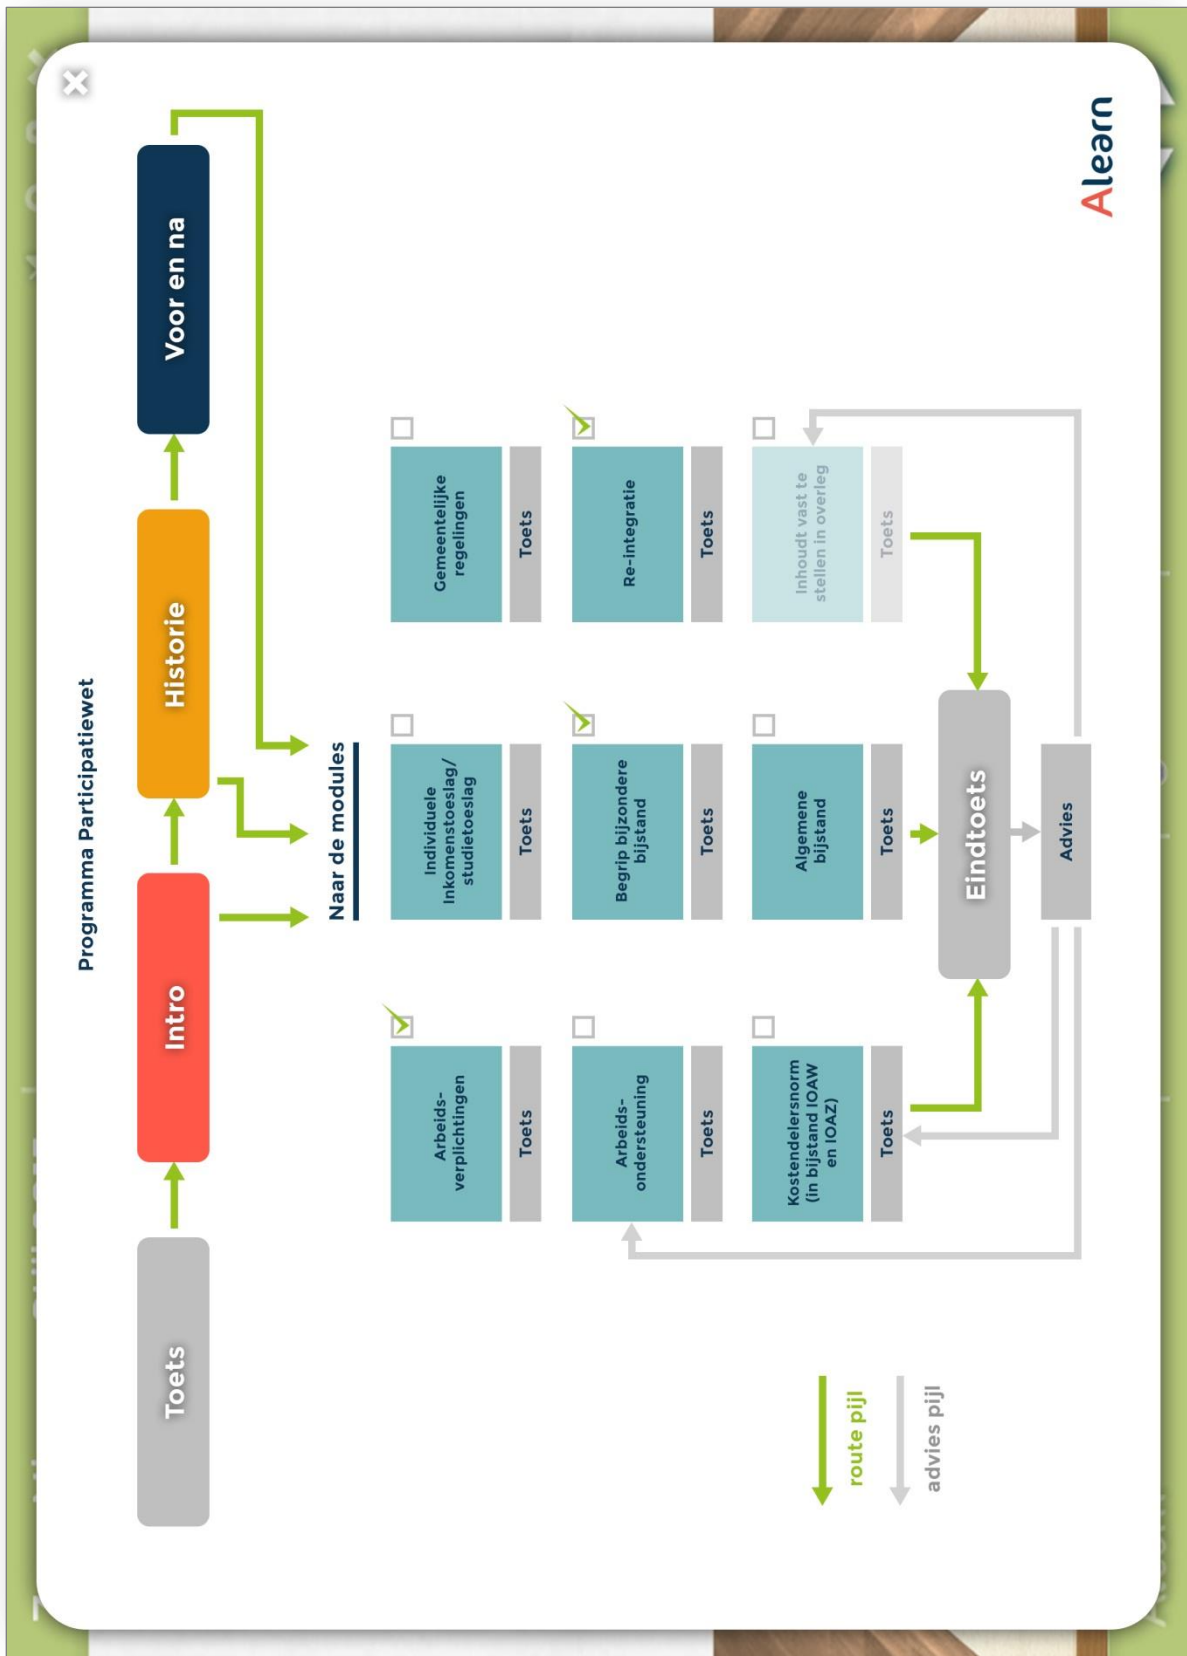 Programma Participatiewet
Toets
Intro
Historie
Voor en na
Naar de modules
Arbeids-
verplichtingen
Toets
Individuele
Inkomenstoeslag/
studietoeslag
Toets
Gemeentelijke
regelingen
Toets
Arbeids-
ondersteuning
Toets
Begrip bijzondere
bijstand
Toets
Re-integratie
Toets
Kostendelersnorm
(in bijstand IOAW
en IOAZ)
Toets
Algemene
bijstand
Toets
Inhoudt vast te
stellen in overleg
Toets
Eindtoets
Advies
route pijl
advies pijl
Alearn